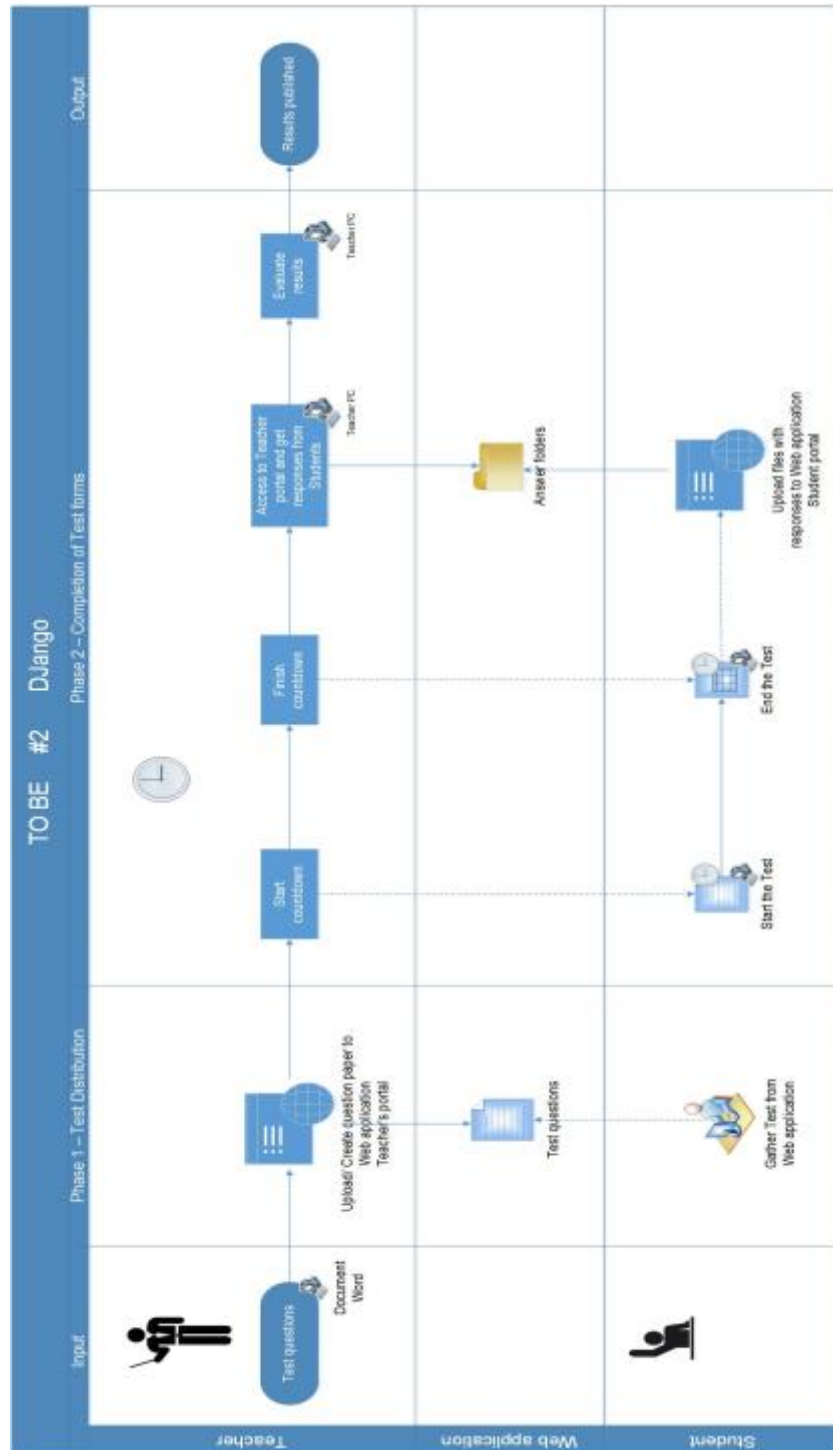 TO BE #2 DJango
Input
Phase 1 – Test Distribution
Phase 2 – Completion of Test forms
Output
Teacher
Test questions
Document
Word
Upload/ Create question paper to
Web application
Teacher's portal
Start
countdown
Finish
countdown
Access to Teacher
portal and get
responses from
Students
Teacher PC
Evaluate
results
Teacher PC
Results published
Web application
Test questions
Answer folders
Student
Gather Test from
Web application
Start the Test
End the Test
Upload files with
responses to Web application
Student portal